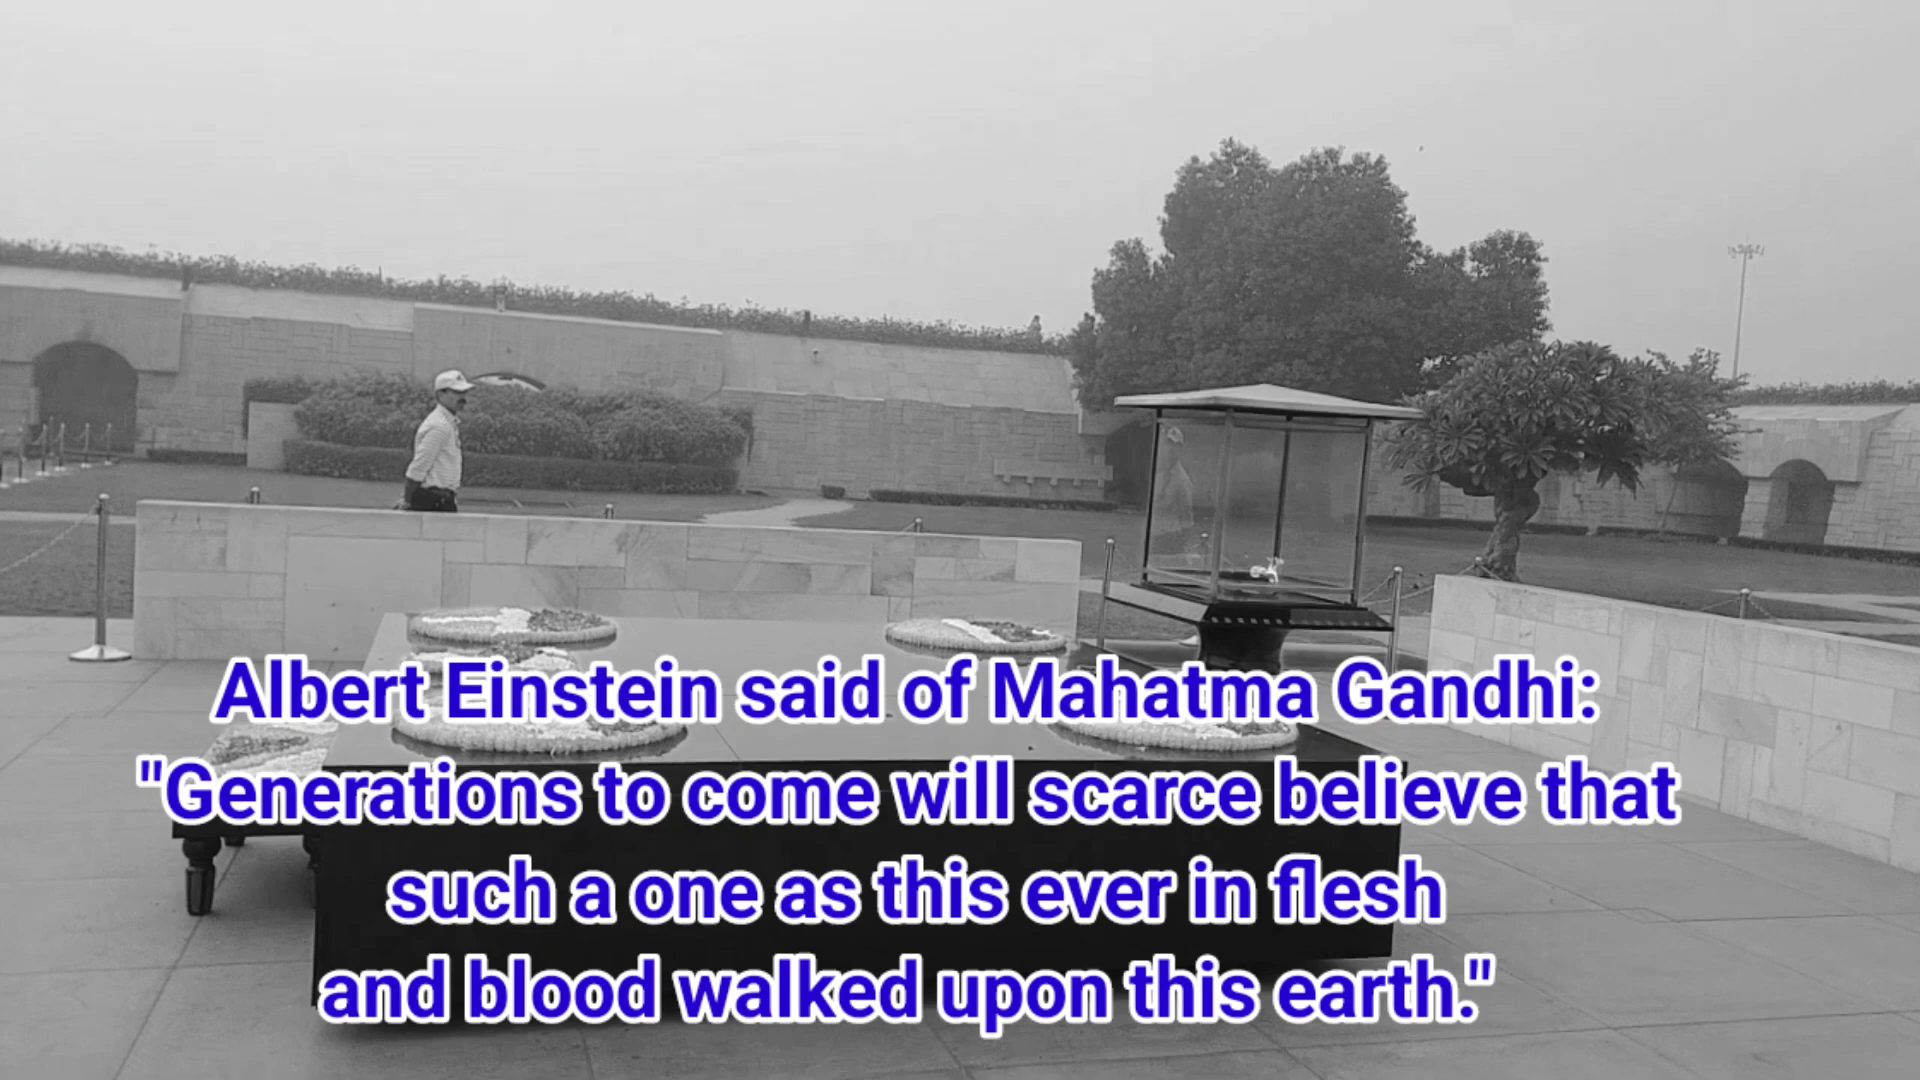 Albert Einstein said of Mahatma Gandhi:
"Generations to come will scarce believe that
such a one as this ever in flesh
and blood walked upon this earth."